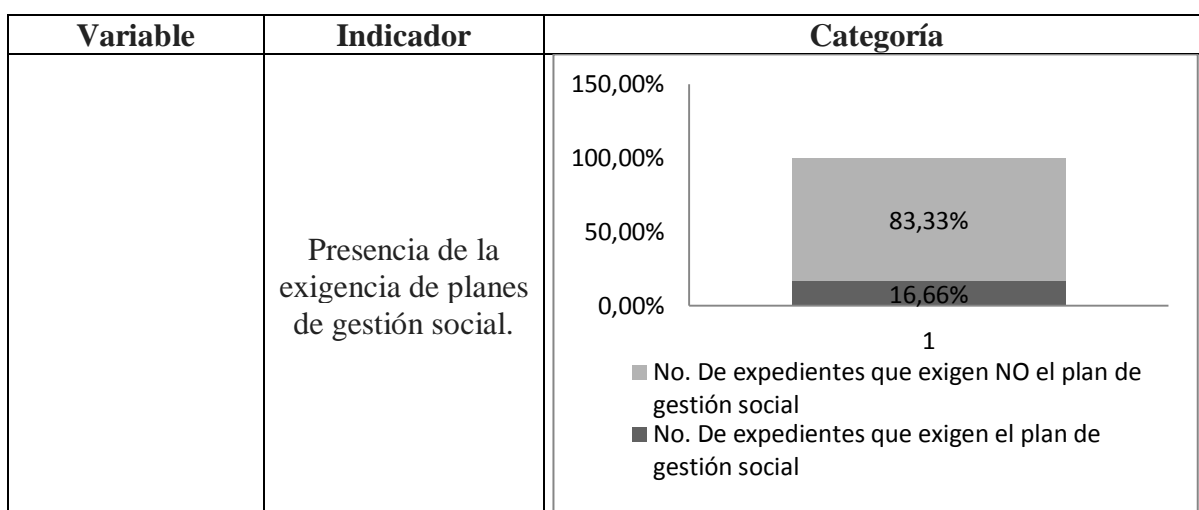 Variable Indicador Categoría
Presencia de la
exigencia de planes
de gestión social.
150,00%
100,00%
50,00%
0,00%
83,33%
16,66%
1
No. De expedientes que exigen NO el plan de
gestión social
No. De expedientes que exigen el plan de
gestión social